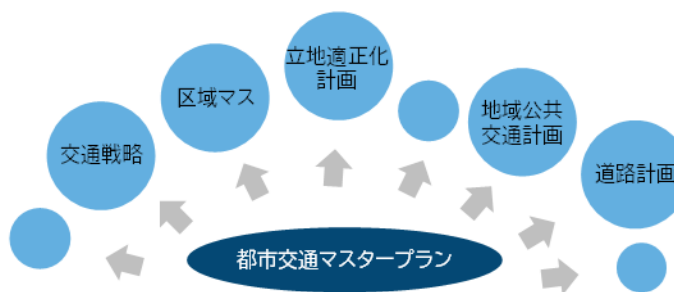 立地適正化
計画
区域マス
地域公共
交通計画
交通戦略
道路計画
都市交通マスタープラン